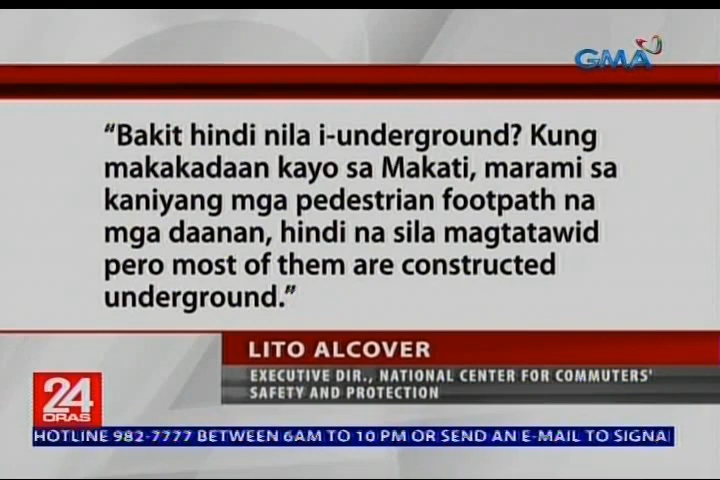 GMA
“Bakit hindi nila i-underground? Kung
makakadaan kayo sa Makati, marami sa
kaniyang mga pedestrian footpath na
mga daanan, hindi na sila magtatawid
pero most of them are constructed
underground.”
LITO ALCOVER
EXECUTIVE DIR., NATIONAL CENTER FOR COMMUTERS'
SAFETY AND PROTECTION
24
ORAS
HOTLINE 982-7777 BETWEEN 6AM TO 10 PM OR SEND AN E-MAIL TO SIGNA